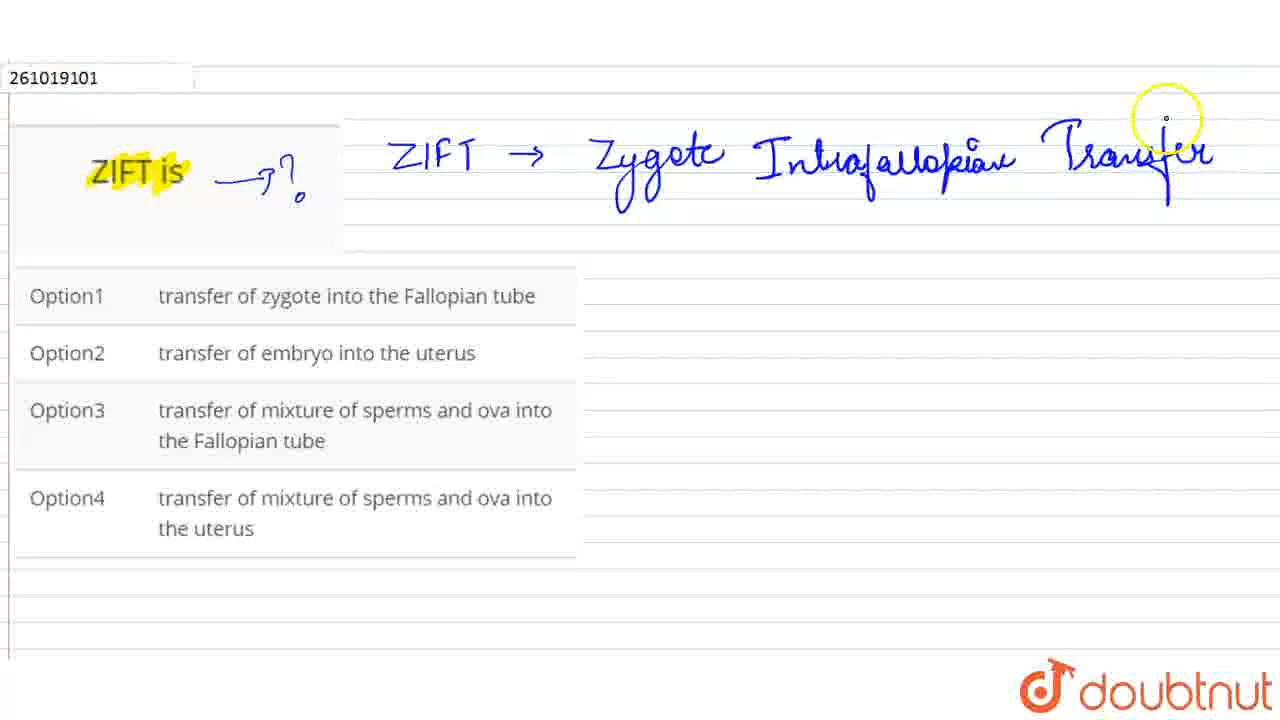 261019101
ZIFT is → ?
ZIFT → Zygote Intrafallopian Transfer
Option1 transfer of zygote into the Fallopian tube
Option2 transfer of embryo into the uterus
Option3 transfer of mixture of sperms and ova into
the Fallopian tube
Option4 transfer of mixture of sperms and ova into
the uterus
doubtnut